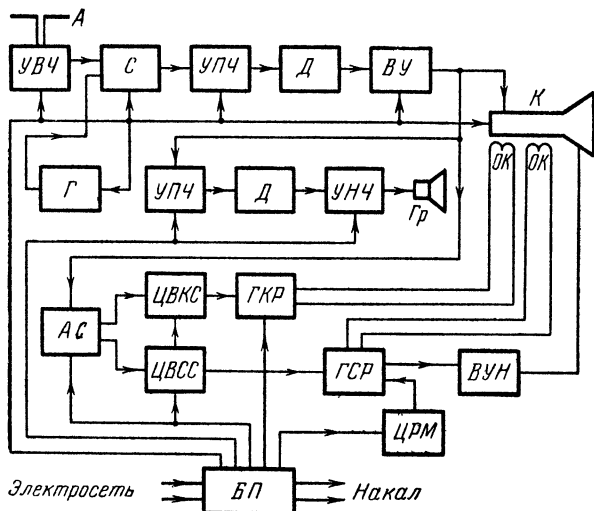 А
УВЧ
С
УПЧ
Д
ВУ
К
Г
УПЧ
Д
УНЧ
Гр
ОК
ОК
АС
ЦВКС
ГКР
ЦВСС
ГСР
ВУН
ЦРМ
Электросеть
БП
Накал